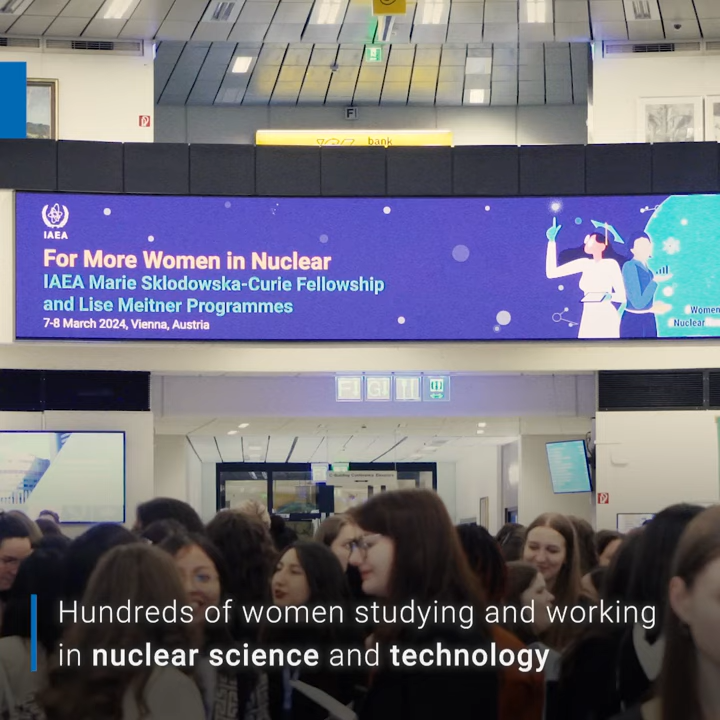 bank
IAEA
For More Women in Nuclear
IAEA Marie Sklodowska-Curie Fellowship
and Lise Meitner Programmes
7-8 March 2024, Vienna, Austria
Women
Nuclear
F G
Hundreds of women studying and working
in nuclear science and technology